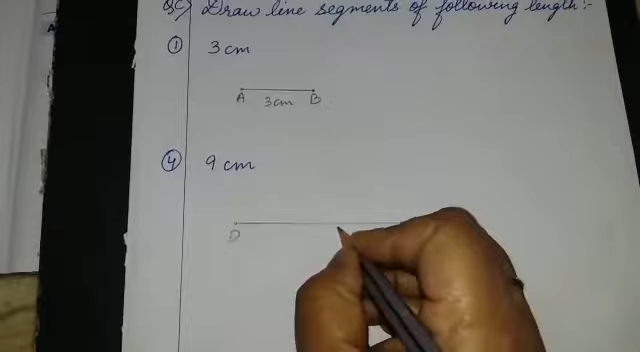 Q.C) Draw line segments of following length:-
① 3 cm
A 3cm B
④ 9 cm
D